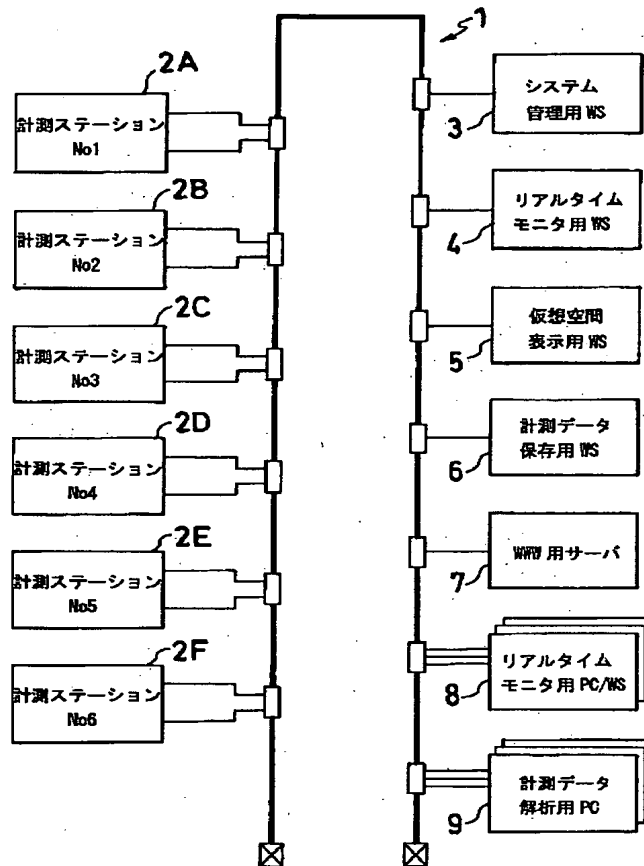 1
2A
計測ステーション
No1
2B
計測ステーション
No2
2C
計測ステーション
No3
2D
計測ステーション
No4
2E
計測ステーション
No5
2F
計測ステーション
No6
システム
管理用WS
3
リアルタイム
モニタ用WS
4
仮想空間
表示用WS
5
計測データ
保存用WS
6
WWW用サーバ
7
リアルタイム
モニタ用PC/WS
8
計測データ
解析用PC
9